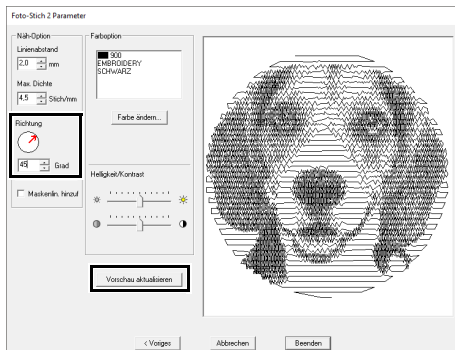 Foto-Stich 2 Parameter
Näh-Option
Linienabstand
2,0 mm
Max. Dichte
4,5 Stich/mm
Richtung
45 Grad
Maskenlin. hinzuf
Farboption
900
EMBROIDERY
SCHWARZ
Farbe ändern...
Helligkeit/Kontrast
Vorschau aktualisieren
< Voriges
Abbrechen
Beenden